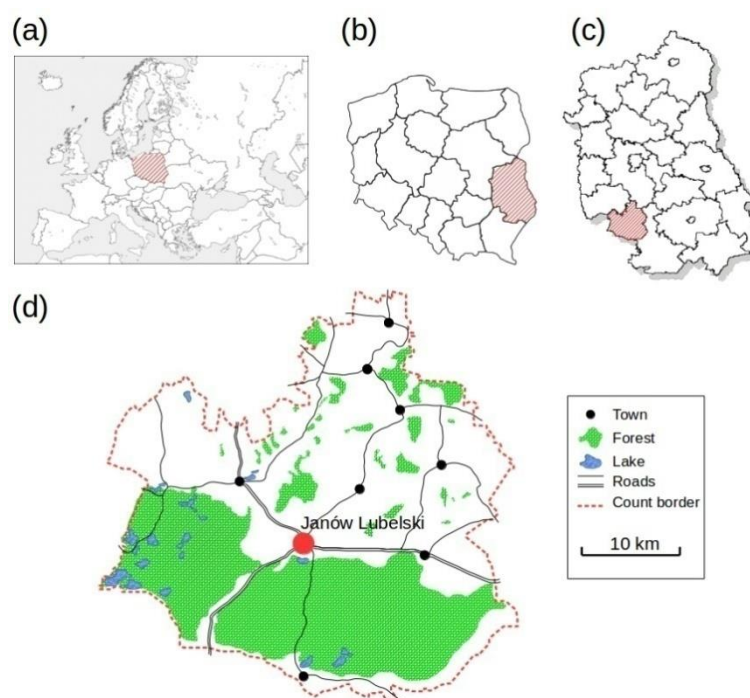 (a)
(b)
(c)
(d)
Janów Lubelski
Town
Forest
Lake
Roads
Count border
10 km